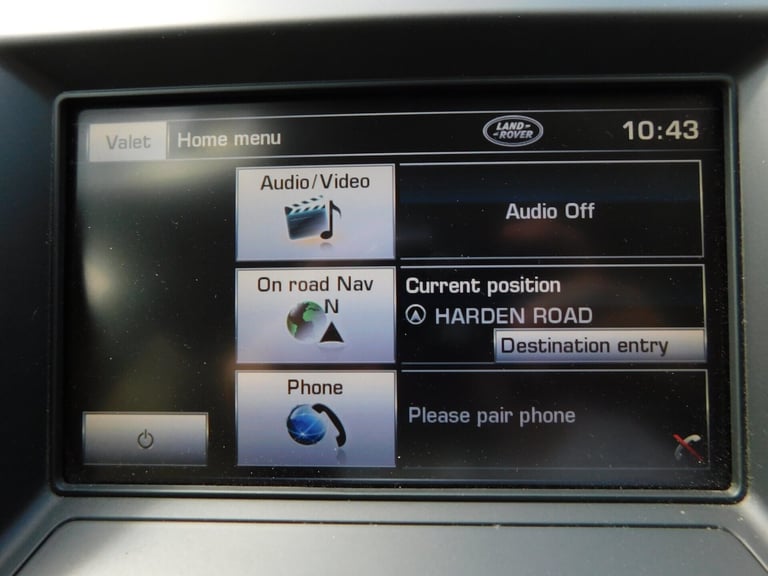 Valet
Home menu
LAND-
-ROVER
10:43
Audio/Video
Audio Off
On road Nav
N
Current position
HARDEN ROAD
Destination entry
Phone
Please pair phone